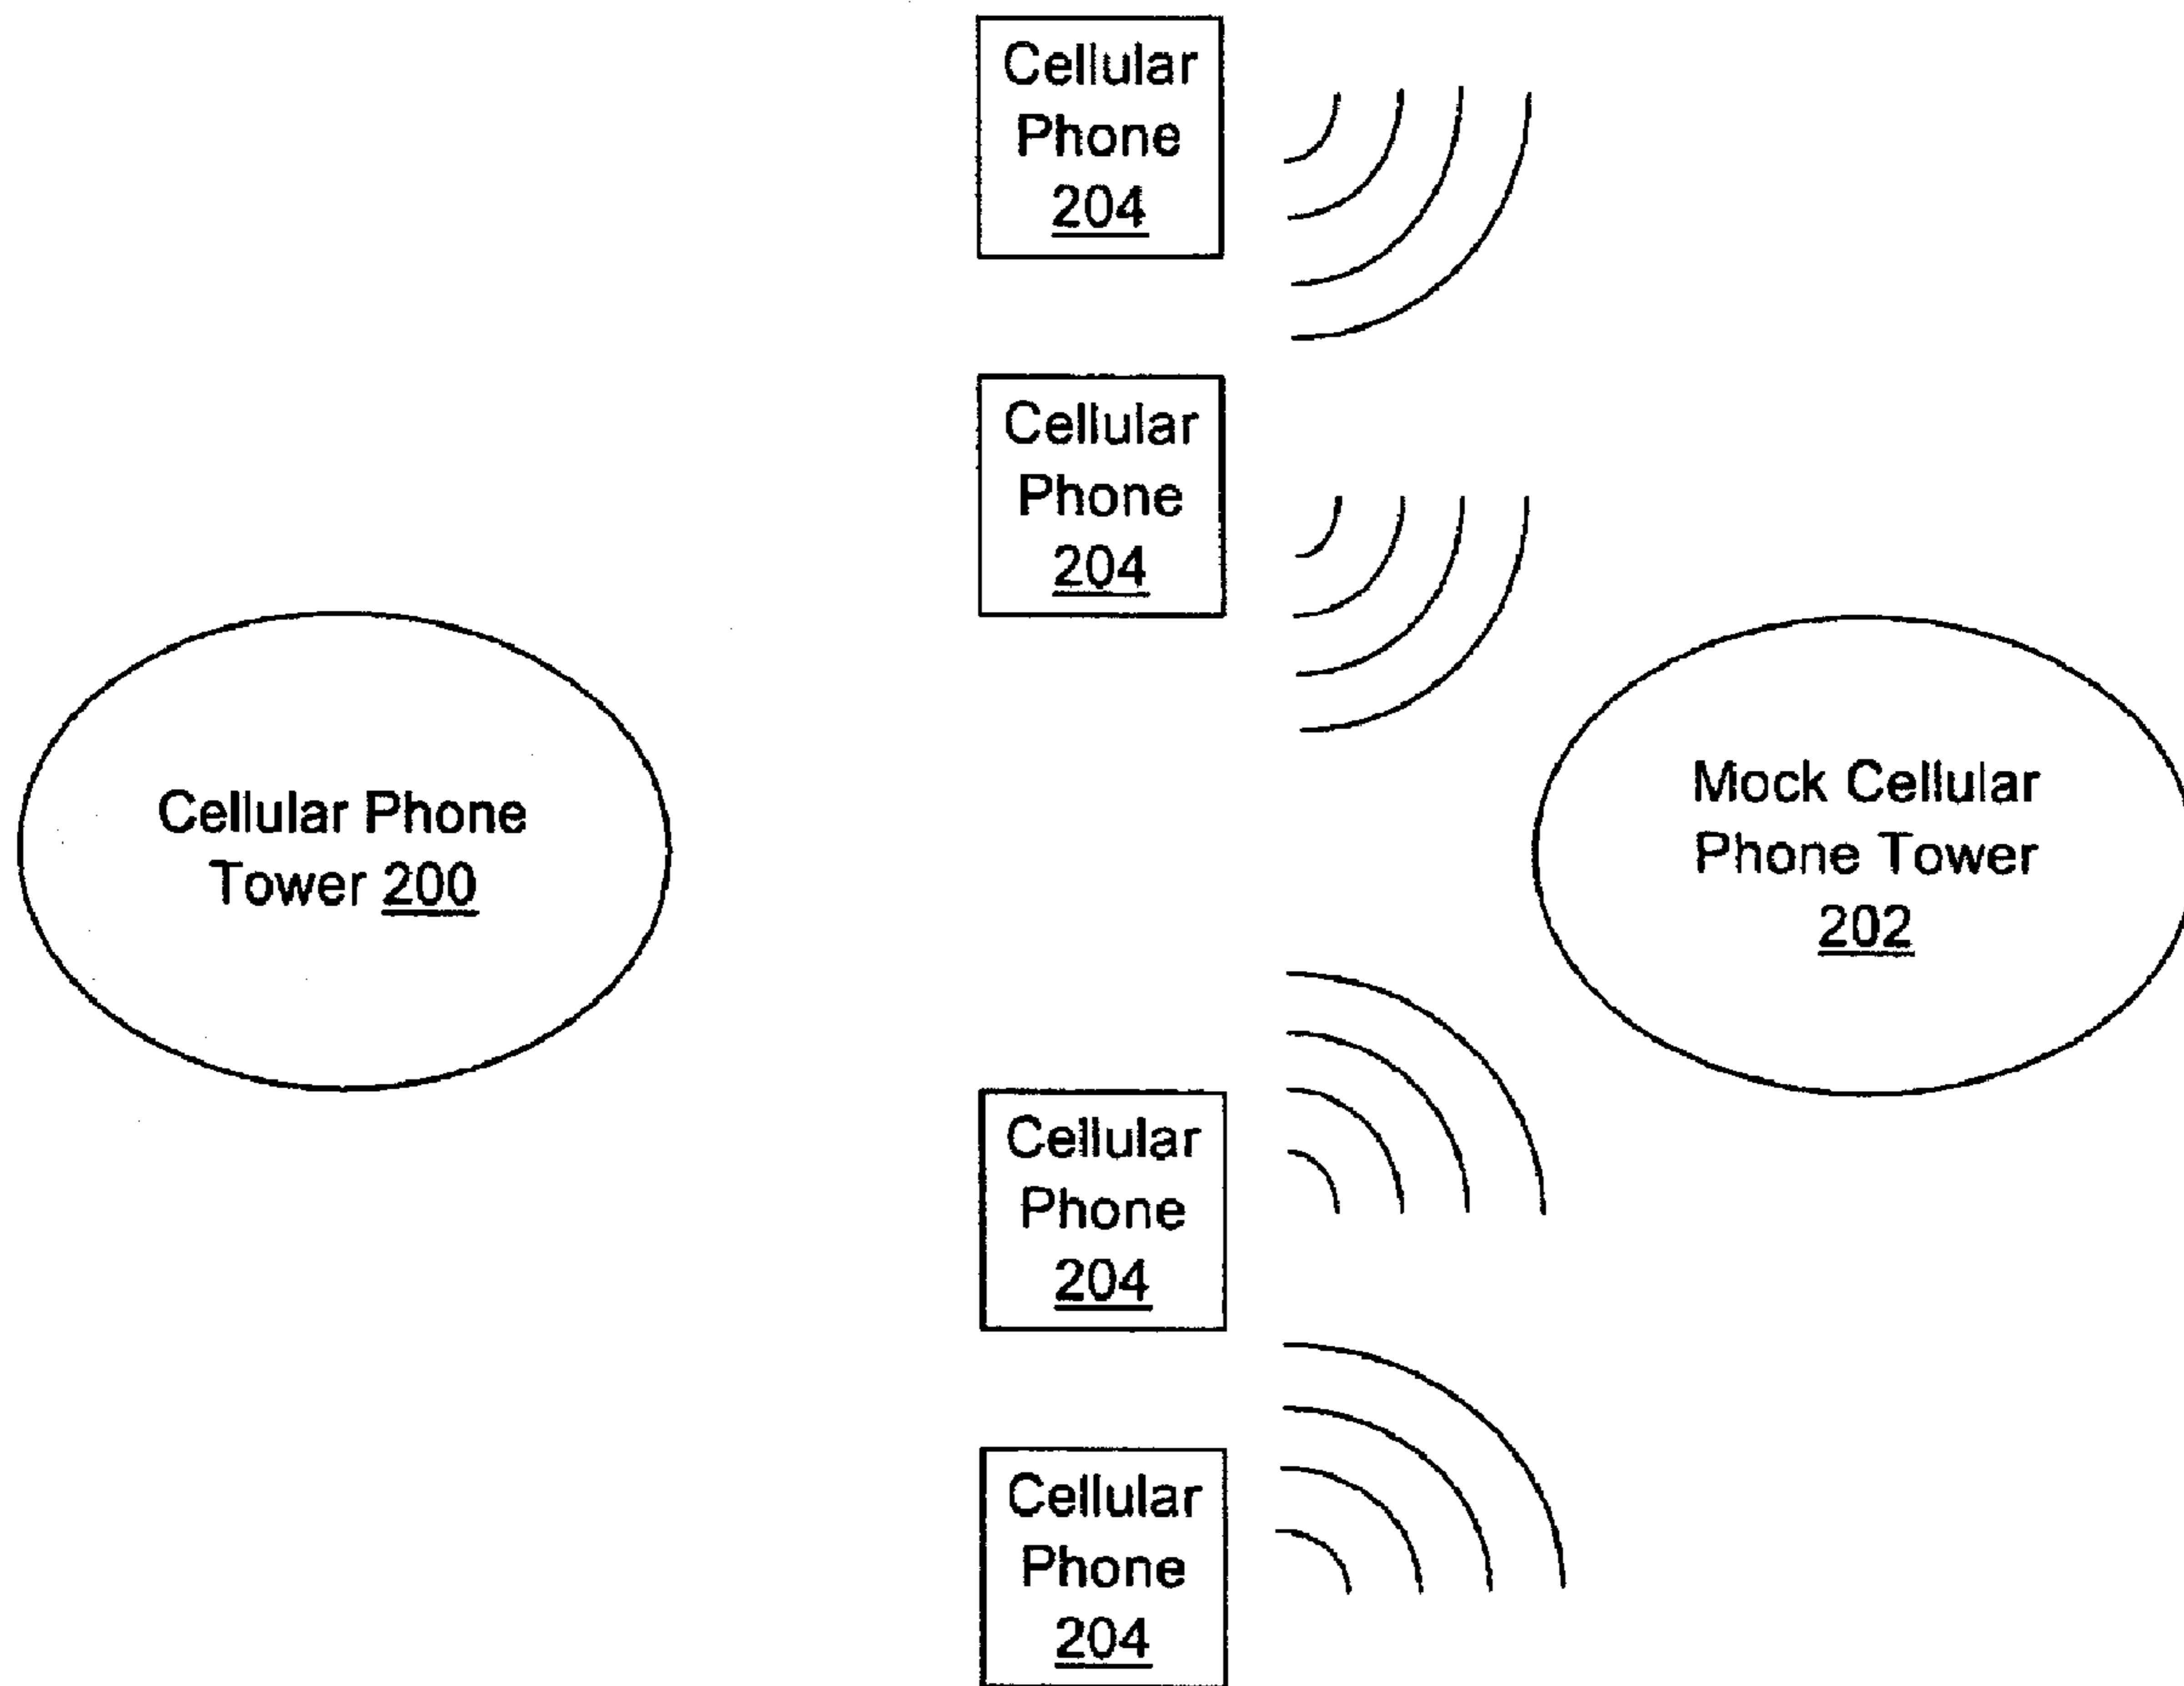 Cellular
Phone
204
Cellular
Phone
204
Cellular Phone
Tower 200
Mock Cellular
Phone Tower
202
Cellular
Phone
204
Cellular
Phone
204